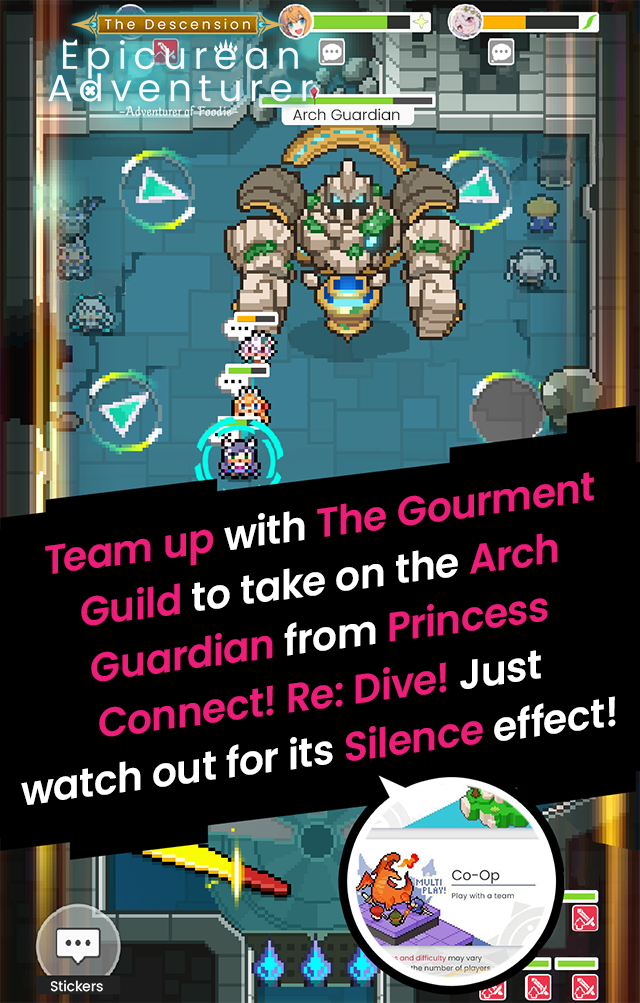 The Descension
Epicurean
Adventurer
-Adventurer of Foodie-
Arch Guardian
Team up with The Gourment
Guild to take on the Arch
Guardian from Princess
Connect! Re: Dive! Just
watch out for its Silence effect!
Co-Op
MULTI
PLAY!
Play with a team
and difficulty may vary
the number of players
Stickers